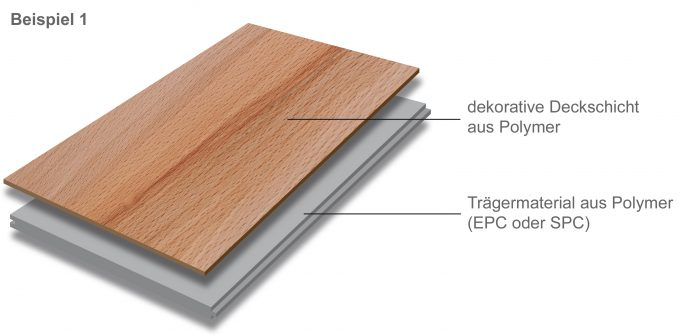 Beispiel 1
dekorative Deckschicht
aus Polymer
Trägermaterial aus Polymer
(EPC oder SPC)